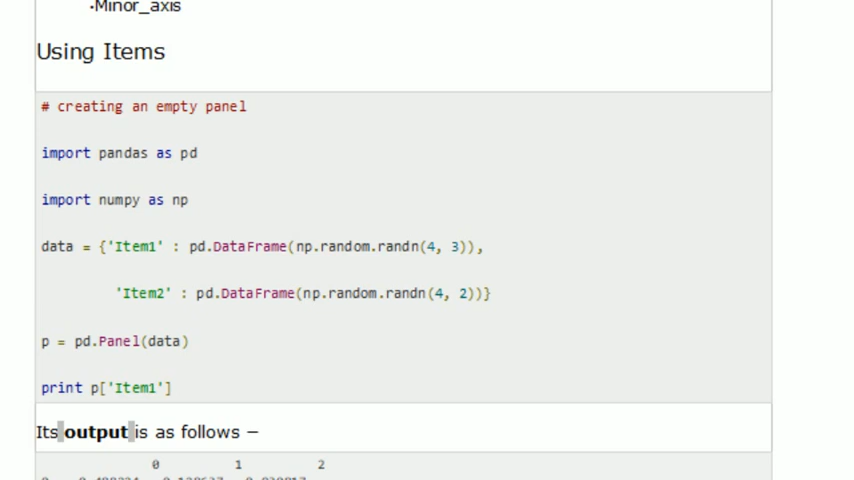 •Minor_axis
Using Items
# creating an empty panel
import pandas as pd
import numpy as np
data = {'Item1' : pd.DataFrame(np.random.randn(4, 3)),
'Item2' : pd.DataFrame(np.random.randn(4, 2))}
p = pd.Panel(data)
print p['Item1']
Its output is as follows −
0 1 2